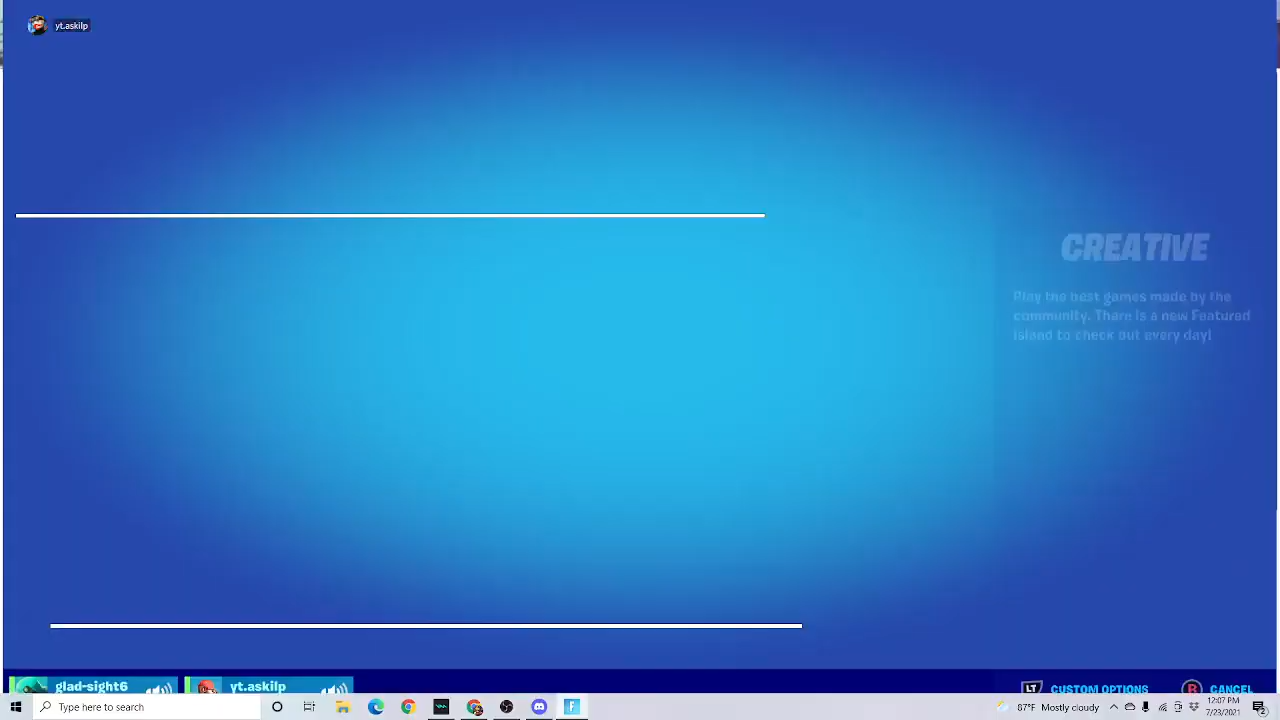 yt.askilp
CREATIVE
Play the best games made by the
community. There is a new Featured
island to check out every day!
glad-sight6
yt.askilp
LT CUSTOM OPTIONS
B CANCEL
Type here to search
87°F Mostly cloudy
12:07 PM
7/23/2021